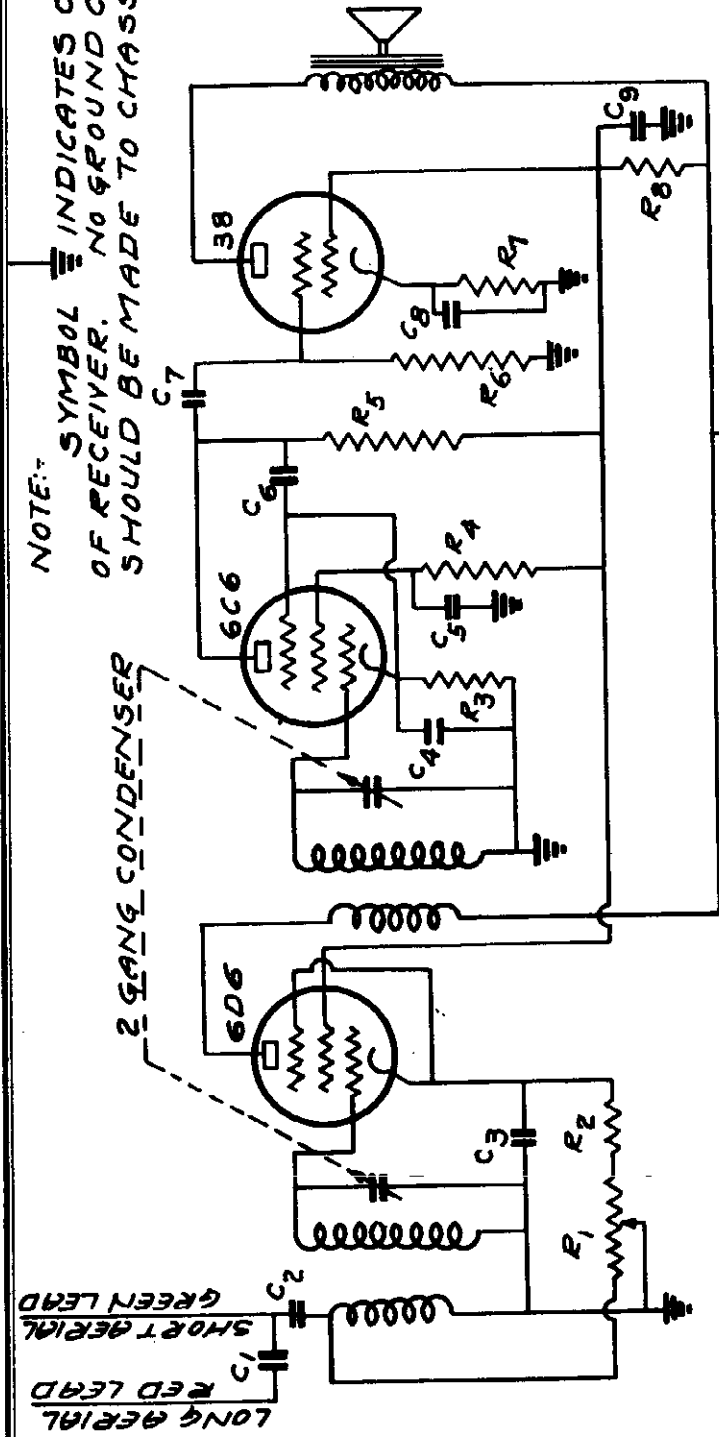 NOTE:-
SYMBOL INDICATES
OF RECEIVER. NO GROUND
SHOULD BE MADE TO
2 GANG CONDENSER
LONG AERIAL
RED LEAD
SHORT AERIAL
GREEN LEAD
C1
C2
6D6
C3
R1
R2
6C6
C4
R3
C5
R4
C6
R5
C7
R6
38
C8
R7
R8
C9